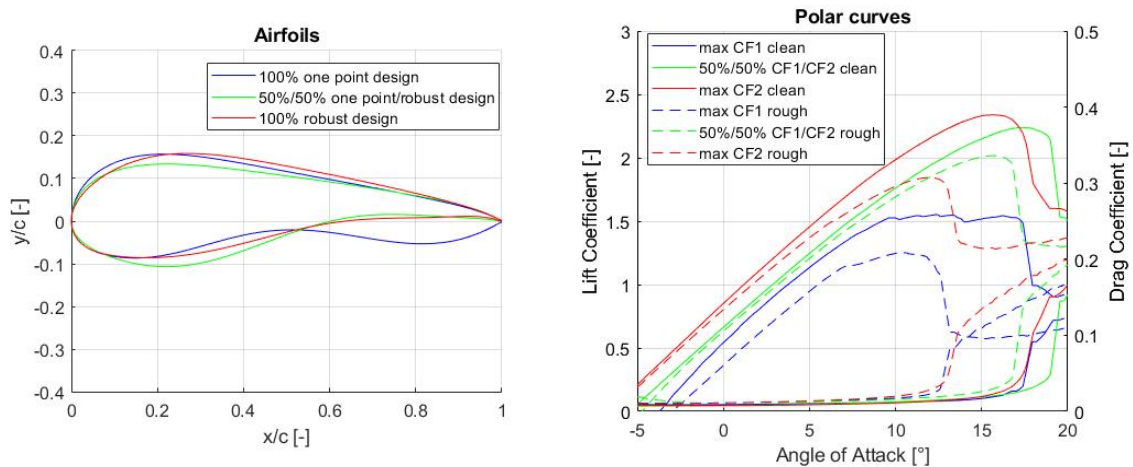 Airfoils
0.4
0.3
0.2
0.1
0
-0.1
-0.2
-0.3
-0.4
y/c [-]
0
0.2
0.4
0.6
0.8
1
x/c [-]
100% one point design
50%/50% one point/robust design
100% robust design
Polar curves
3
2.5
2
1.5
1
0.5
0
Lift Coefficient [-]
max CF1 clean
50%/50% CF1/CF2 clean
max CF2 clean
max CF1 rough
50%/50% CF1/CF2 rough
max CF2 rough
0.5
0.4
0.3
0.2
0.1
0
Drag Coefficient [-]
-5
0
5
10
15
20
Angle of Attack [°]